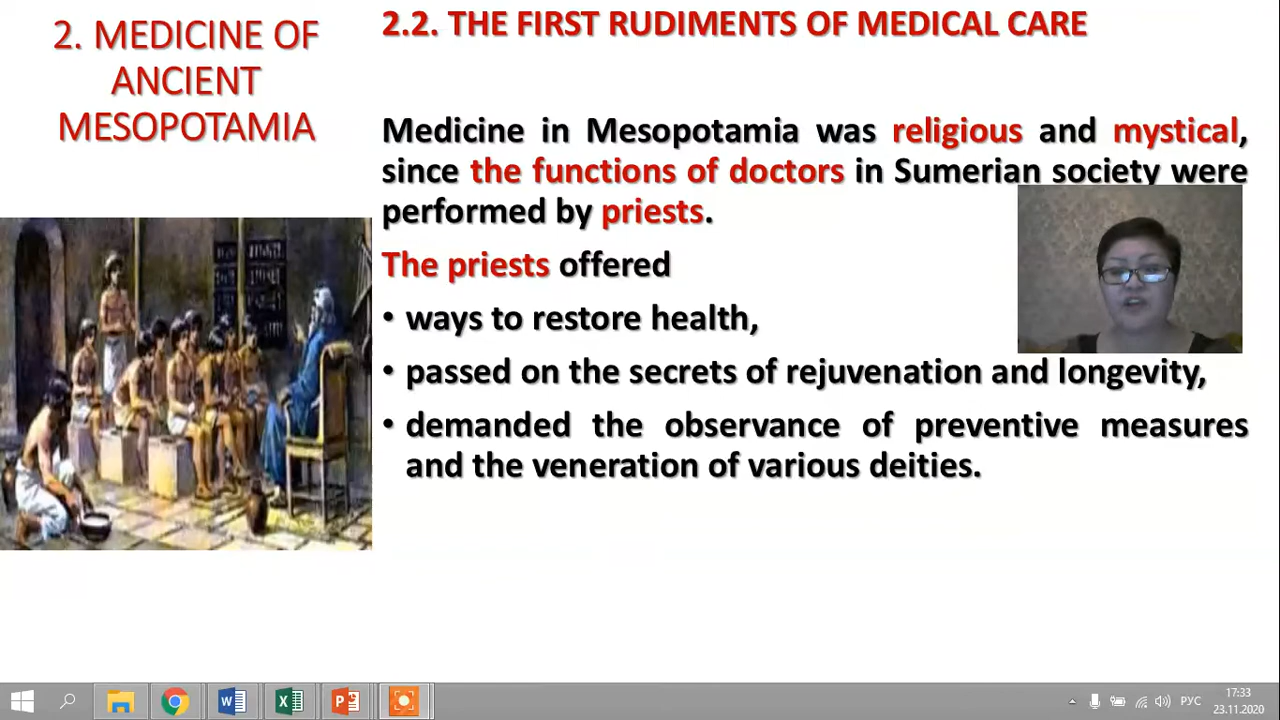 2. MEDICINE OF
ANCIENT
MESOPOTAMIA
2.2. THE FIRST RUDIMENTS OF MEDICAL CARE
Medicine in Mesopotamia was religious and mystical,
since the functions of doctors in Sumerian society were
performed by priests.
The priests offered
• ways to restore health,
• passed on the secrets of rejuvenation and longevity,
• demanded the observance of preventive measures
and the veneration of various deities.
РУС
17:33
23.11.2020